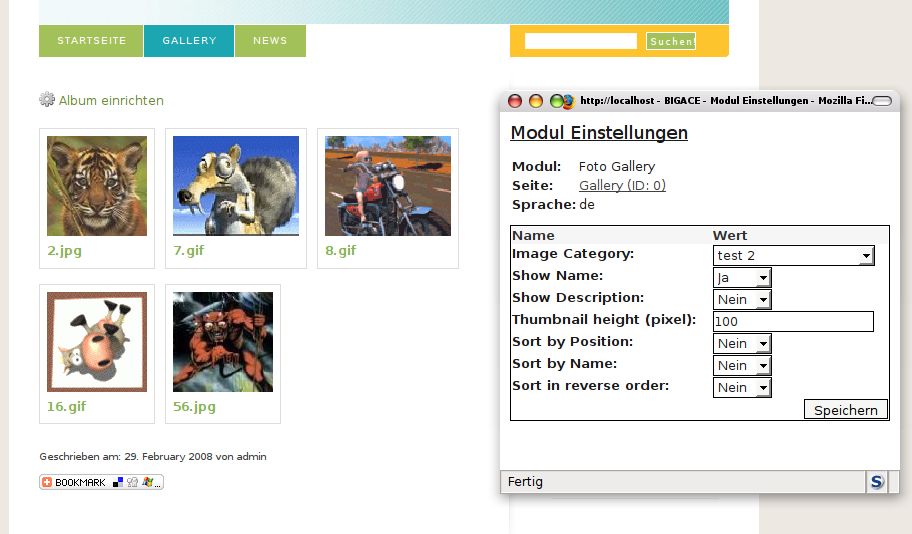 STARTSEITE GALLERY NEWS Suchen!
Album einrichten
2.jpg 7.gif 8.gif
16.gif 56.jpg
Geschrieben am: 29. February 2008 von admin
BOOKMARK ...
http://localhost - BIGACE - Modul Einstellungen - Mozilla Fi...
Modul Einstellungen
Modul: Foto Gallery
Seite: Gallery (ID: 0)
Sprache: de
Name Wert
Image Category: test 2
Show Name: Ja
Show Description: Nein
Thumbnail height (pixel): 100
Sort by Position: Nein
Sort by Name: Nein
Sort in reverse order: Nein
Speichern
Fertig S